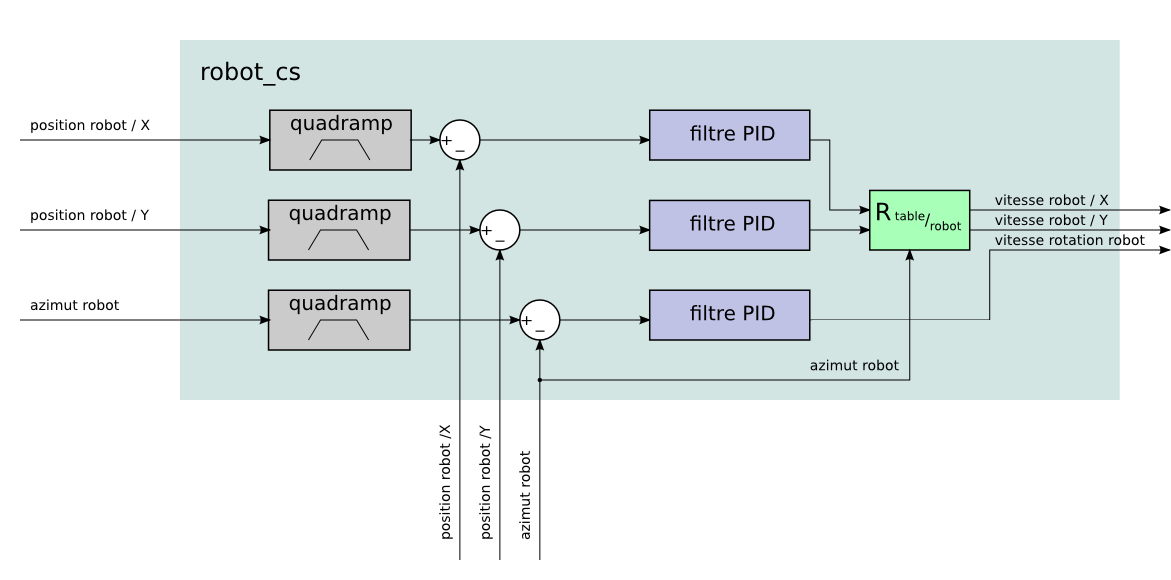 robot_cs
position robot / X
quadramp
+
_
filtre PID
position robot / Y
quadramp
+
_
filtre PID
R table/robot
vitesse robot / X
vitesse robot / Y
vitesse rotation robot
azimut robot
quadramp
+
_
filtre PID
azimut robot
position robot /X
position robot /Y
azimut robot